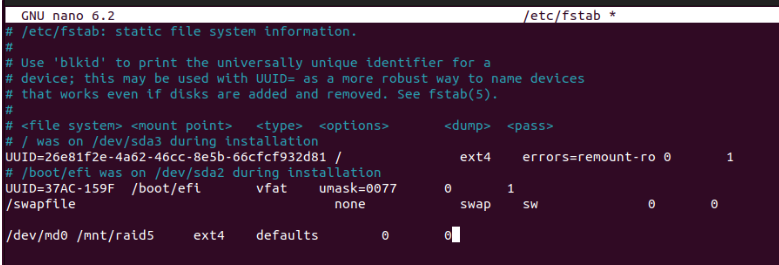 GNU nano 6.2 /etc/fstab *
# /etc/fstab: static file system information.
#
# Use 'blkid' to print the universally unique identifier for a
# device; this may be used with UUID= as a more robust way to name devices
# that works even if disks are added and removed. See fstab(5).
#
# <file system> <mount point> <type> <options> <dump> <pass>
# / was on /dev/sda3 during installation
UUID=26e81f2e-4a62-46cc-8e5b-66cfcf932d81 / ext4 errors=remount-ro 0 1
# /boot/efi was on /dev/sda2 during installation
UUID=37AC-159F /boot/efi vfat umask=0077 0 1
/swapfile none swap sw 0 0
/dev/md0 /mnt/raid5 ext4 defaults 0 0